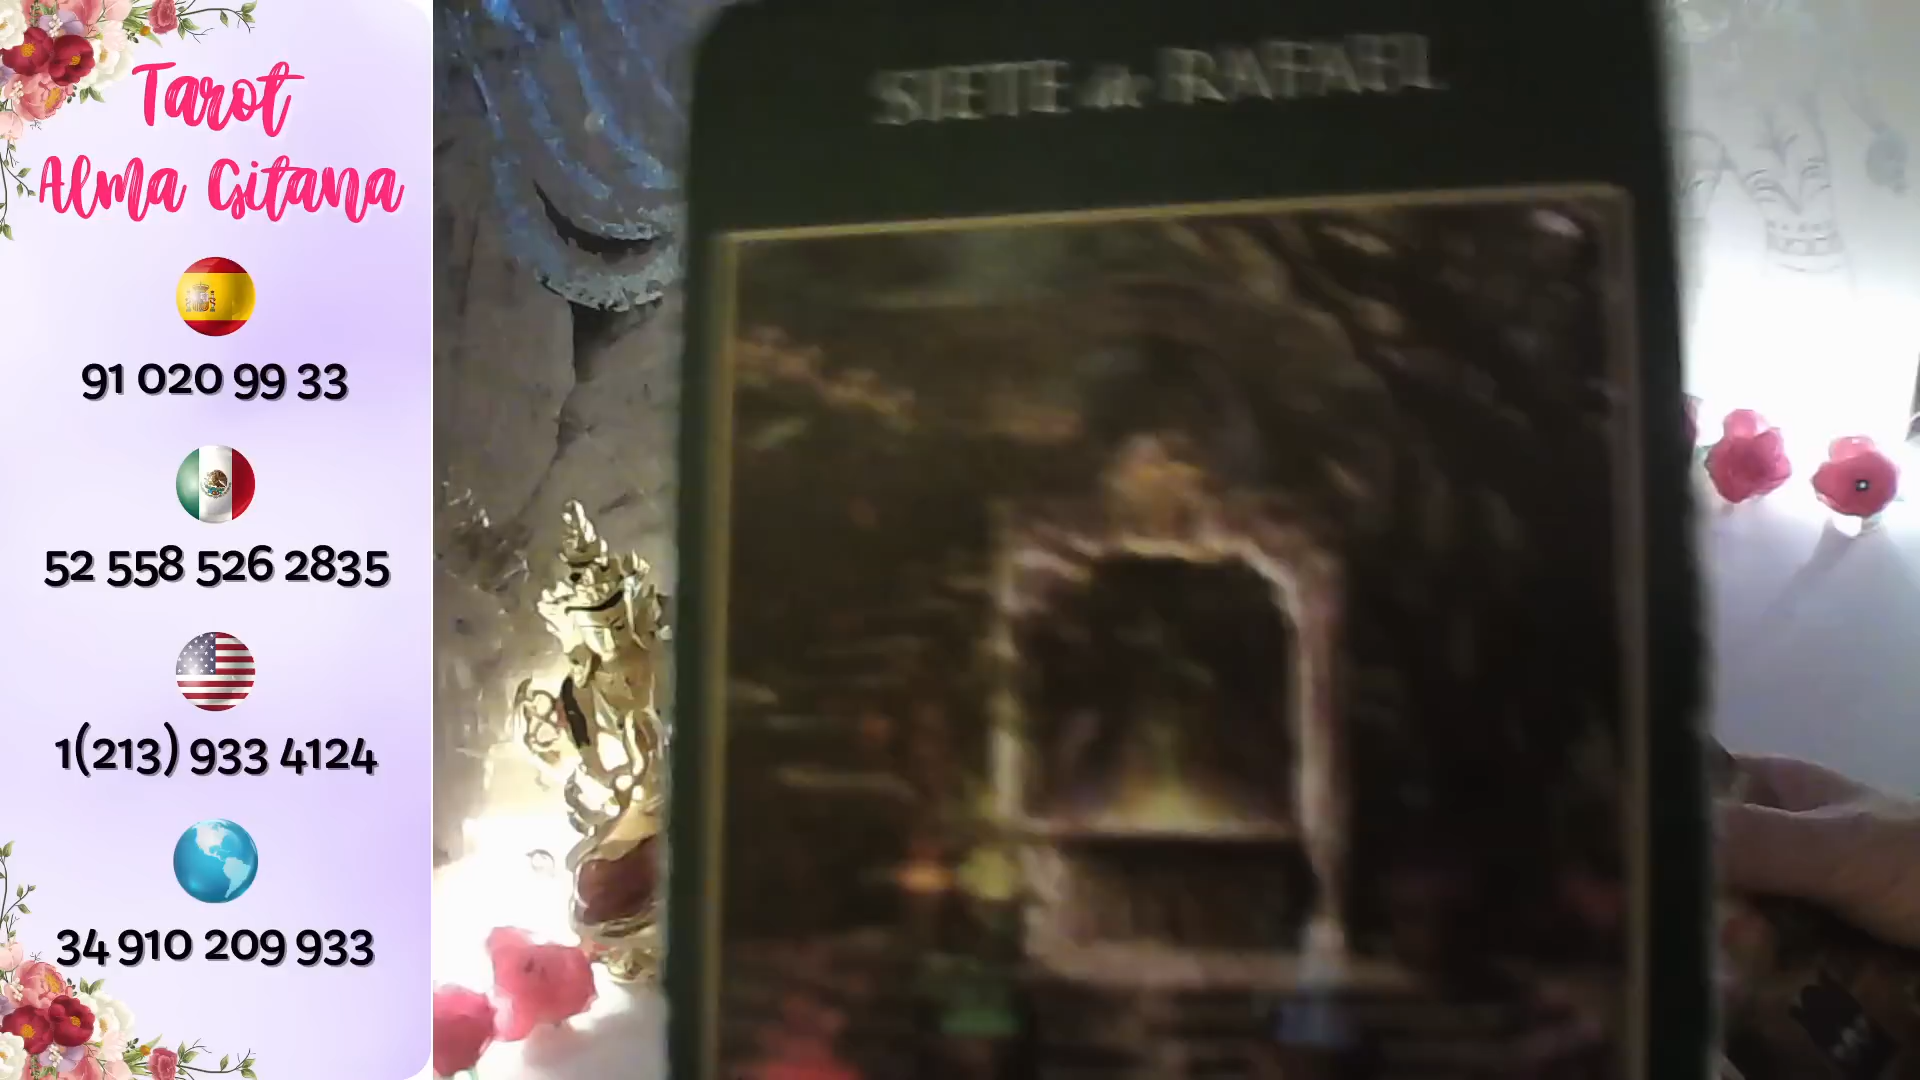 Tarot
Alma Gitana
91 020 99 33
52 558 526 2835
1(213) 933 4124
34 910 209 933
SIETE de RAFAEL